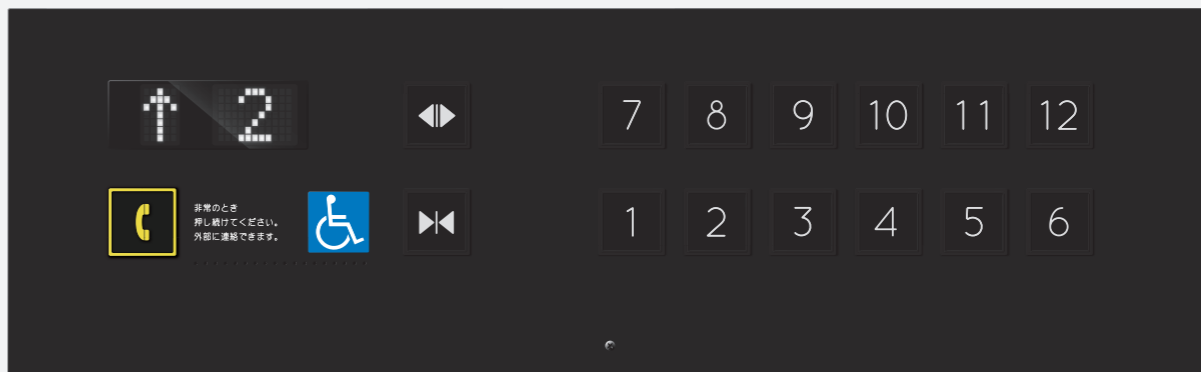 ↑ 2
7 8 9 10 11 12
非常のとき
押し続けてください。
外部に連絡できます。
1 2 3 4 5 6